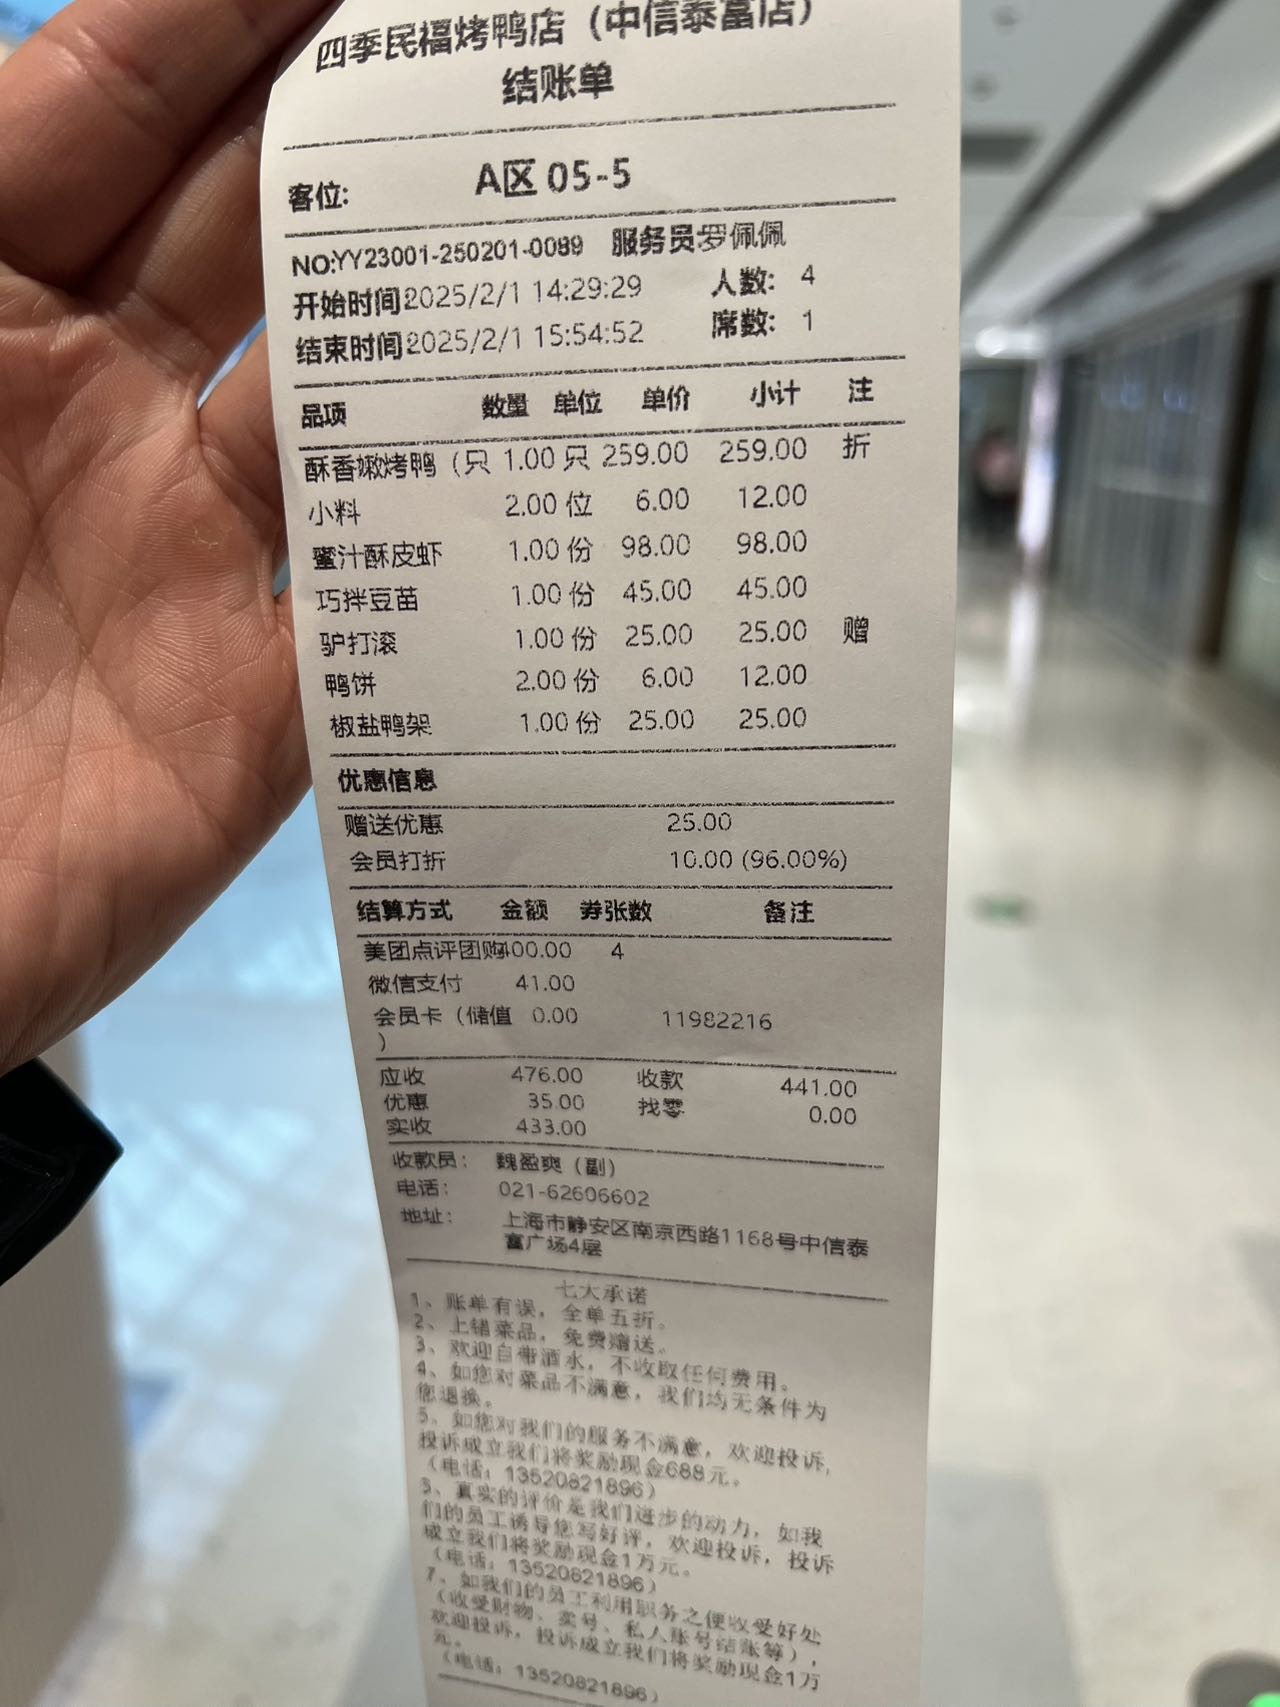 四季民福烤鸭店（中信泰富店）
结账单
客位: A区 05-5
NO:YY23001-250201-0089 服务员:罗佩佩
开始时间2025/2/1 14:29:29 人数: 4
结束时间2025/2/1 15:54:52 席数: 1
品项 数量 单位 单价 小计 注
酥香嫩烤鸭（只 1.00 只 259.00 259.00 折
小料 2.00 位 6.00 12.00
蜜汁酥皮虾 1.00 份 98.00 98.00
巧拌豆苗 1.00 份 45.00 45.00
驴打滚 1.00 份 25.00 25.00 赠
鸭饼 2.00 份 6.00 12.00
椒盐鸭架 1.00 份 25.00 25.00
优惠信息
赠送优惠 25.00
会员打折 10.00 (96.00%)
结算方式 金额 券张数 备注
美团点评团购400.00 4
微信支付 41.00
会员卡（储值 0.00 11982216
）
应收 476.00 收款 441.00
优惠 35.00 找零 0.00
实收 433.00
收款员: 魏盈爽（副）
电话: 021-62606602
地址: 上海市静安区南京西路1168号中信泰
富广场4层
七大承诺
1、账单有误，全单五折。
2、上错菜品，免费赠送。
3、欢迎自带酒水，不收取任何费用。
4、如您对菜品不满意，我们均无条件为
您退换。
5、如您对我们的服务不满意，欢迎投诉，
投诉成立我们将奖励现金688元。
（电话：13520821896）
6、真实的评价是我们进步的动力，如我
们的员工诱导您写好评，欢迎投诉，投诉
成立我们将奖励现金1万元。
（电话：13520821896）
7、如我们的员工利用职务之便收受好处
（收受财物、卖号、私人账号结账等），
欢迎投诉，投诉成立我们将奖励现金1万
元。
（电话：13520821896）